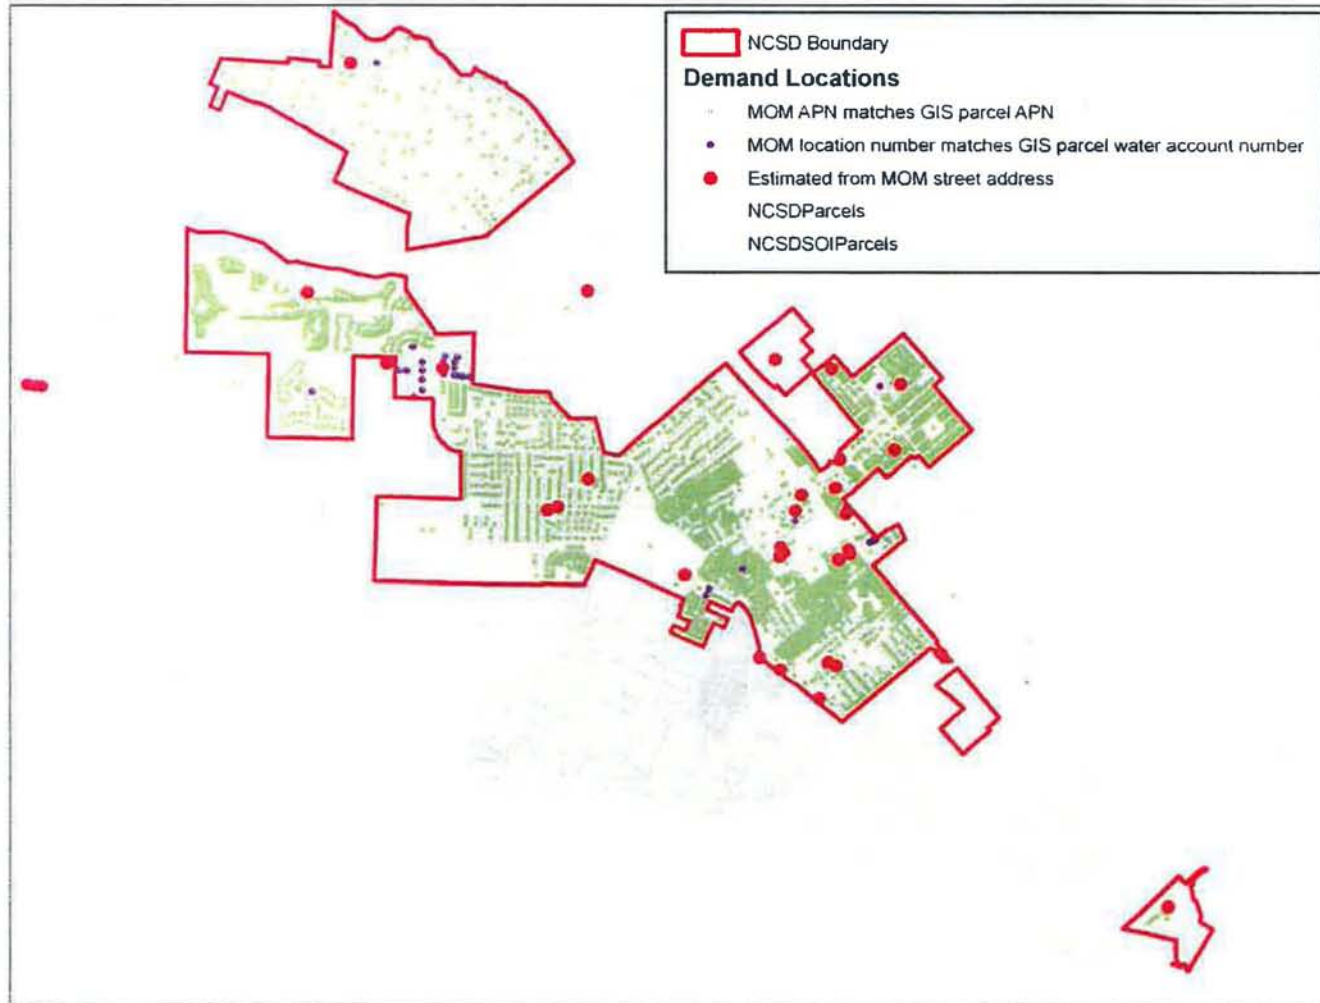 NCSD Boundary
Demand Locations
MOM APN matches GIS parcel APN
MOM location number matches GIS parcel water account number
Estimated from MOM street address
NCSDParcels
NCSDSOIParcels